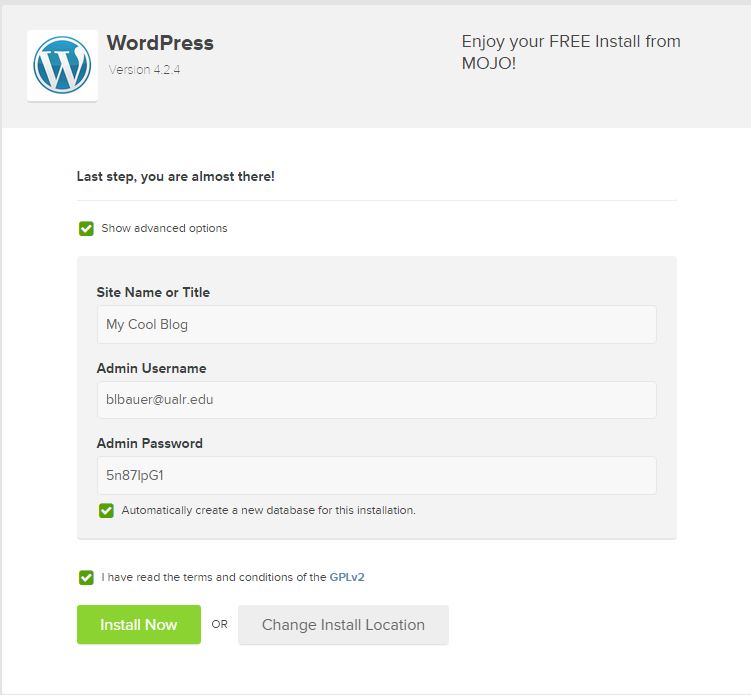 WordPress
Version 4.2.4
Enjoy your FREE Install from
MOJO!
Last step, you are almost there!
Show advanced options
Site Name or Title
My Cool Blog
Admin Username
blbauer@ualr.edu
Admin Password
5n87IpG1
Automatically create a new database for this installation.
I have read the terms and conditions of the GPLv2
Install Now OR Change Install Location